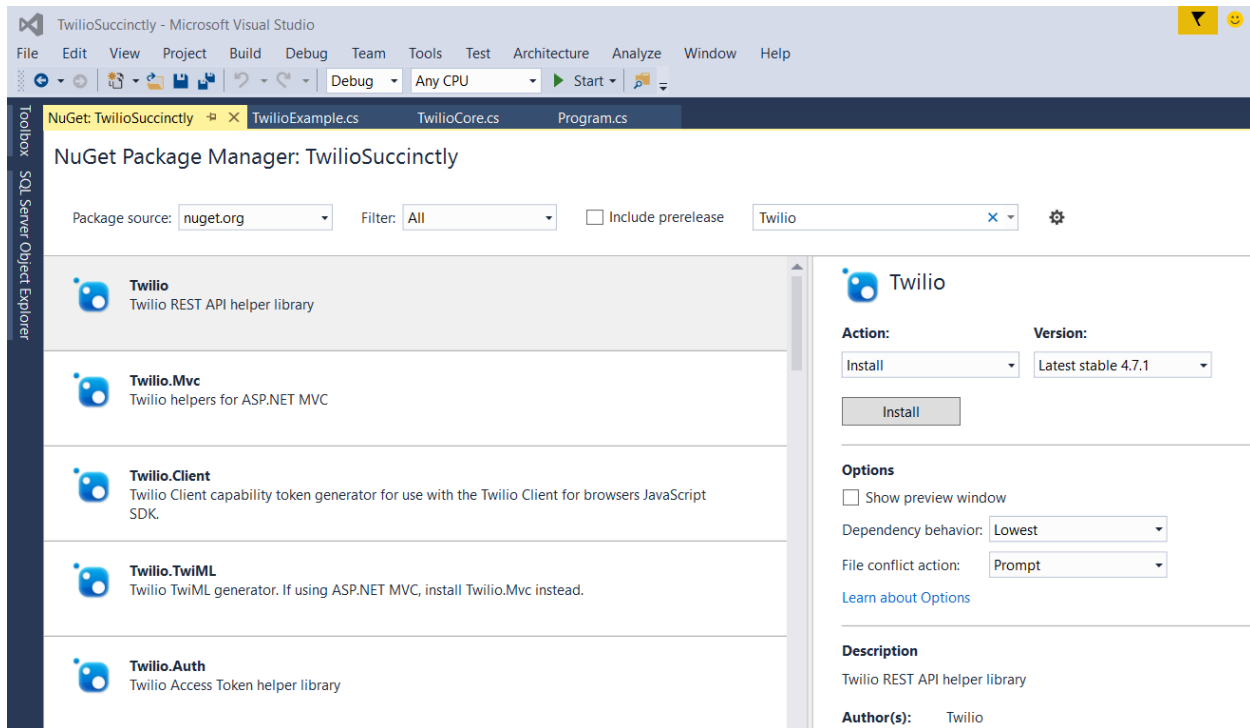 TwilioSuccinctly - Microsoft Visual Studio
File Edit View Project Build Debug Team Tools Test Architecture Analyze Window Help
Debug Any CPU Start
Toolbox
SQL Server Object Explorer
NuGet: TwilioSuccinctly TwilioExample.cs TwilioCore.cs Program.cs
NuGet Package Manager: TwilioSuccinctly
Package source: nuget.org Filter: All Include prerelease Twilio
Twilio
Twilio REST API helper library
Twilio.Mvc
Twilio helpers for ASP.NET MVC
Twilio.Client
Twilio Client capability token generator for use with the Twilio Client for browsers JavaScript
SDK.
Twilio.TwiML
Twilio TwiML generator. If using ASP.NET MVC, install Twilio.Mvc instead.
Twilio.Auth
Twilio Access Token helper library
Twilio
Action: Version:
Install Latest stable 4.7.1
Install
Options
Show preview window
Dependency behavior: Lowest
File conflict action: Prompt
Learn about Options
Description
Twilio REST API helper library
Author(s): Twilio